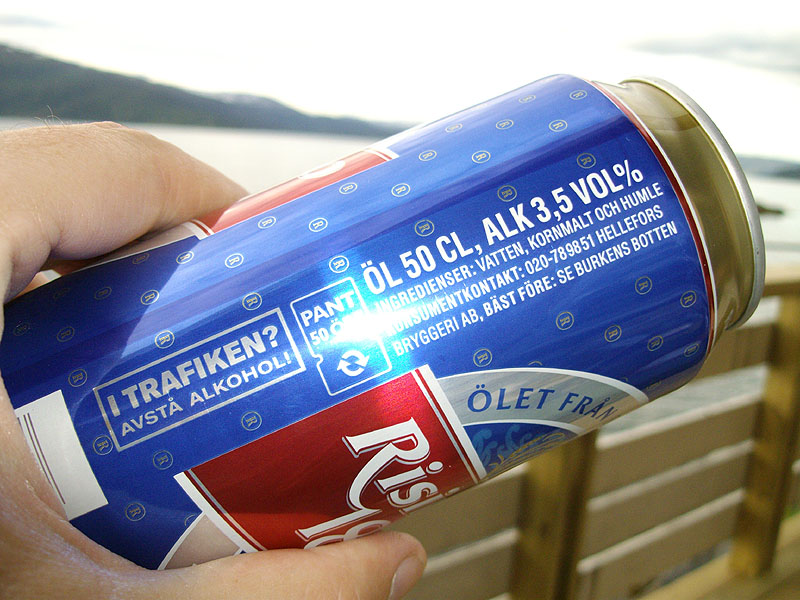 ÖL 50 CL, ALK 3,5 VOL%
INGREDIENSER: VATTEN, KORNMALT OCH HUMLE
KONSUMENTKONTAKT: 020-789851 HELLEFORS
BRYGGERI AB, BÄST FÖRE: SE BURKENS BOTTEN
PANT
50
I TRAFIKEN?
AVSTÅ ALKOHOL!
ÖLET FRÅN